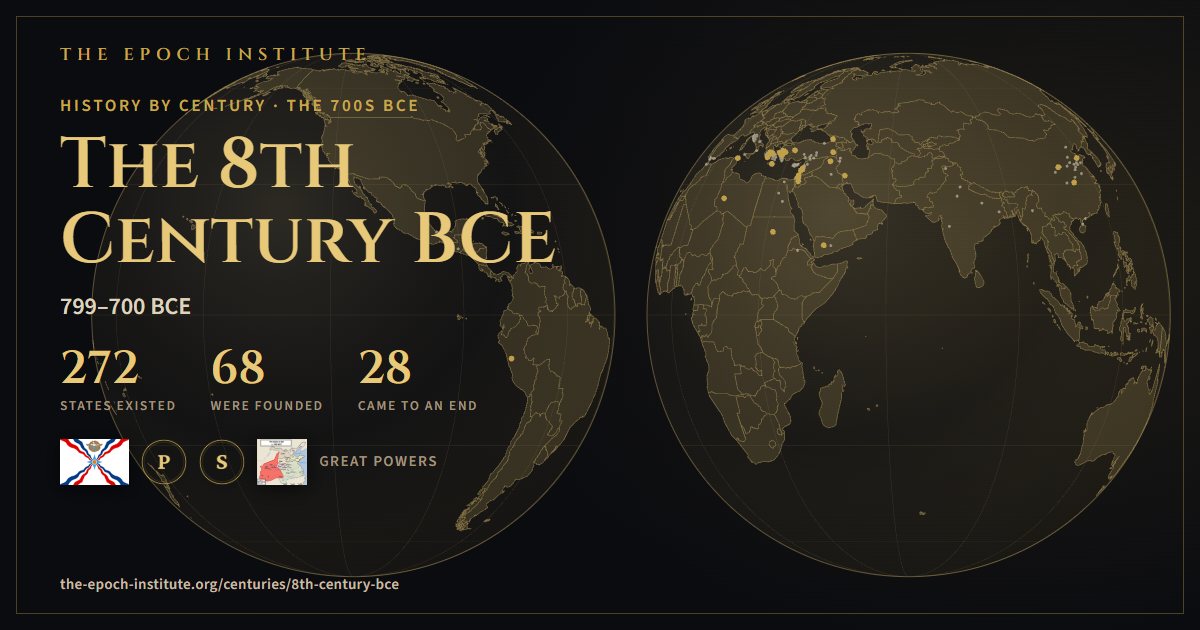 THE EPOCH INSTITUTE
HISTORY BY CENTURY · THE 700S BCE
THE 8TH
CENTURY BCE
799–700 BCE
272 68 28
STATES EXISTED WERE FOUNDED CAME TO AN END
P S GREAT POWERS
the-epoch-institute.org/centuries/8th-century-bce